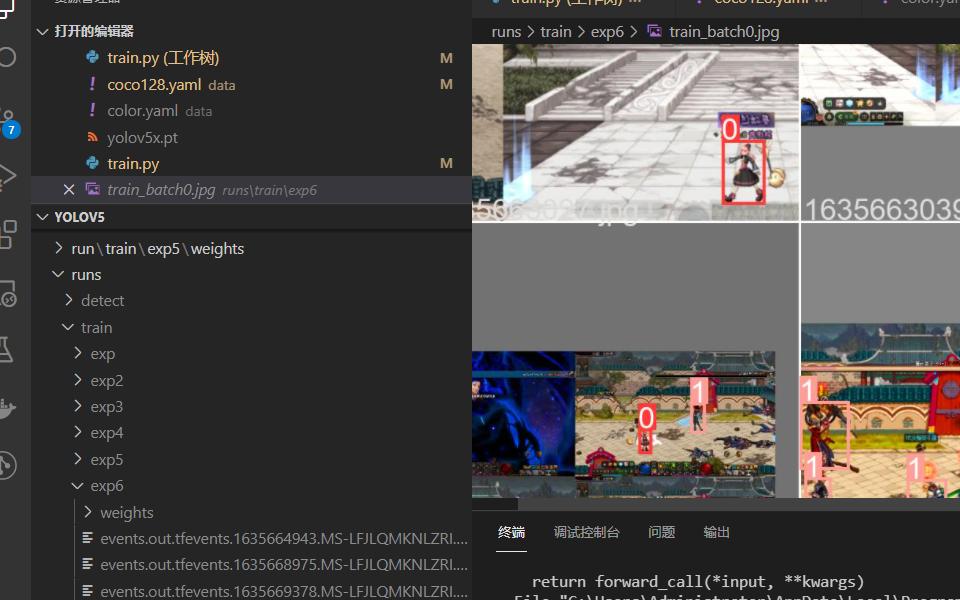 打开的编辑器
train.py (工作树) M
coco128.yaml data M
color.yaml data
yolov5x.pt
train.py M
train_batch0.jpg runs\train\exp6
7
YOLOV5
run\train\exp5\weights
runs
detect
train
exp
exp2
exp3
exp4
exp5
exp6
weights
events.out.tfevents.1635664943.MS-LFJLQMKNLZRI....
events.out.tfevents.1635668975.MS-LFJLQMKNLZRI....
events.out.tfevents.1635669378.MS-LFJLQMKNLZRI....
runs > train > exp6 > train_batch0.jpg
0
1635663039
1
0
1
1
1
终端 调试控制台 问题 输出
return forward_call(*input, **kwargs)